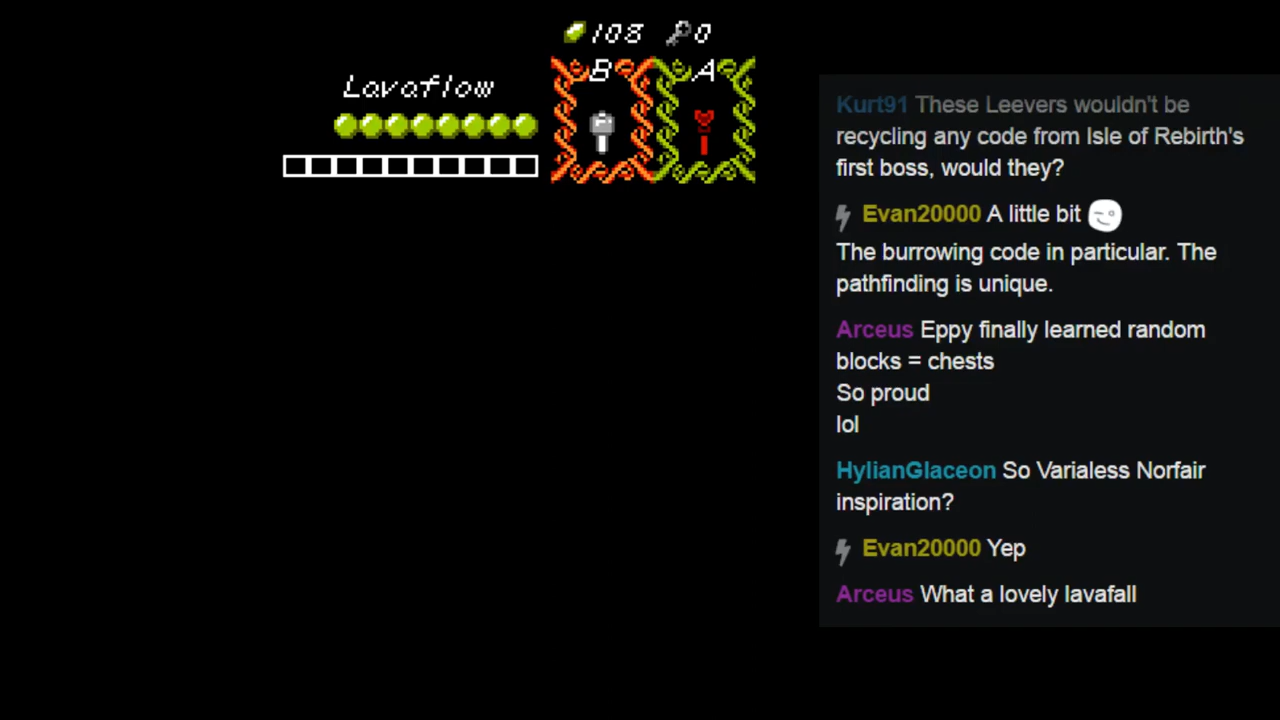 108 0
B A
Lavaflow
Kurt91 These Leevers wouldn't be
recycling any code from Isle of Rebirth's
first boss, would they?
Evan20000 A little bit
The burrowing code in particular. The
pathfinding is unique.
Arceus Eppy finally learned random
blocks = chests
So proud
lol
HylianGlaceon So Varialess Norfair
inspiration?
Evan20000 Yep
Arceus What a lovely lavafall